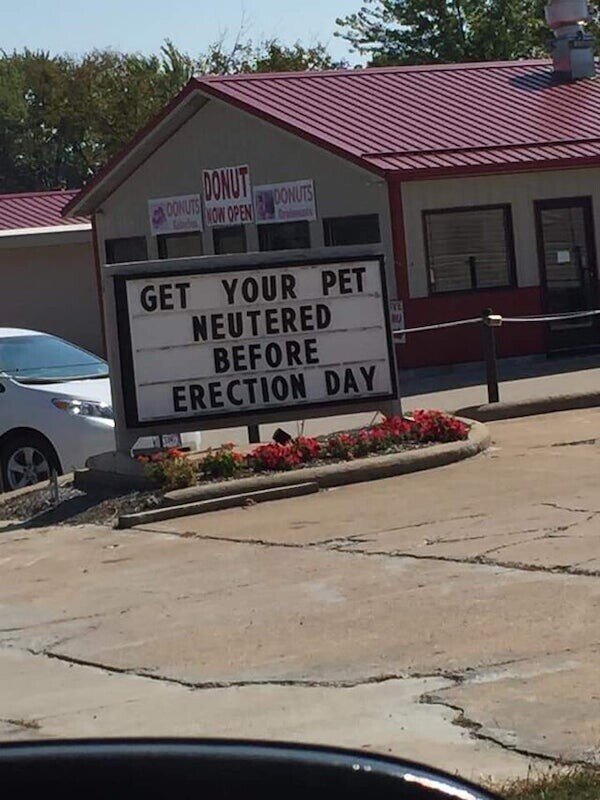 DONUTS
DONUT
NOW OPEN
DONUTS
GET YOUR PET
NEUTERED
BEFORE
ERECTION DAY